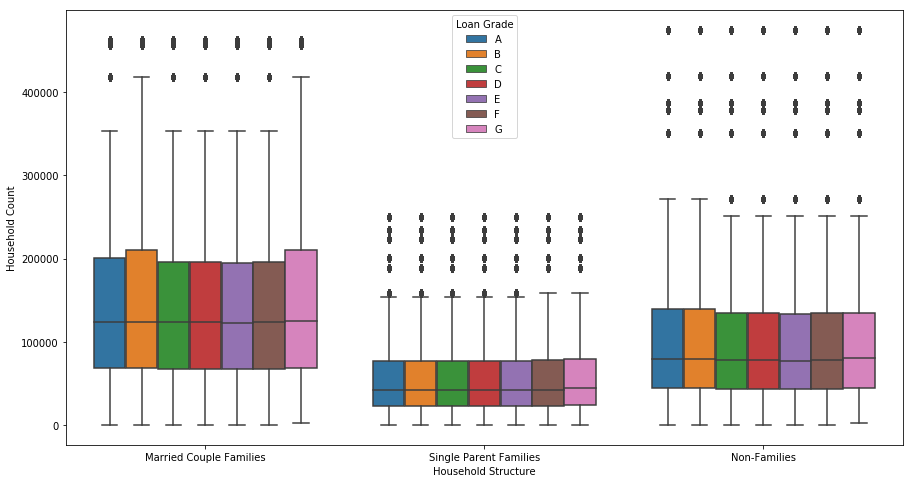 Loan Grade
A
B
C
D
E
F
G
400000
300000
200000
100000
0
Household Count
Married Couple Families
Single Parent Families
Non-Families
Household Structure